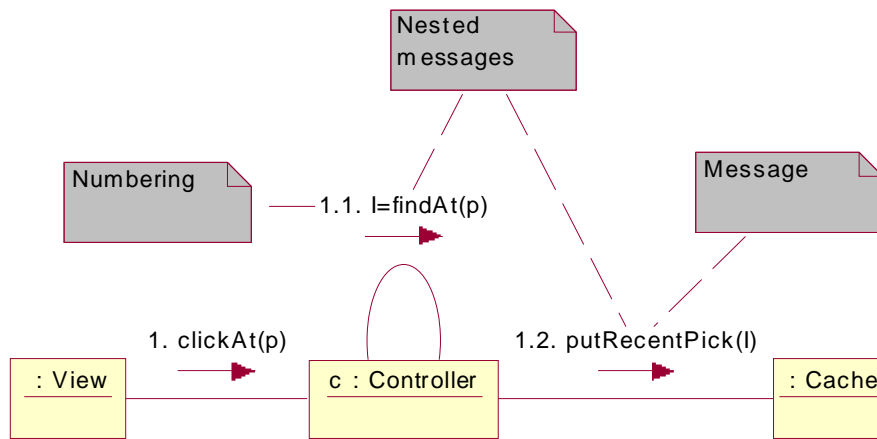 Nested
messages
Numbering
Message
1.1. l=findAt(p)
1. clickAt(p)
1.2. putRecentPick(l)
: View
c : Controller
: Cache